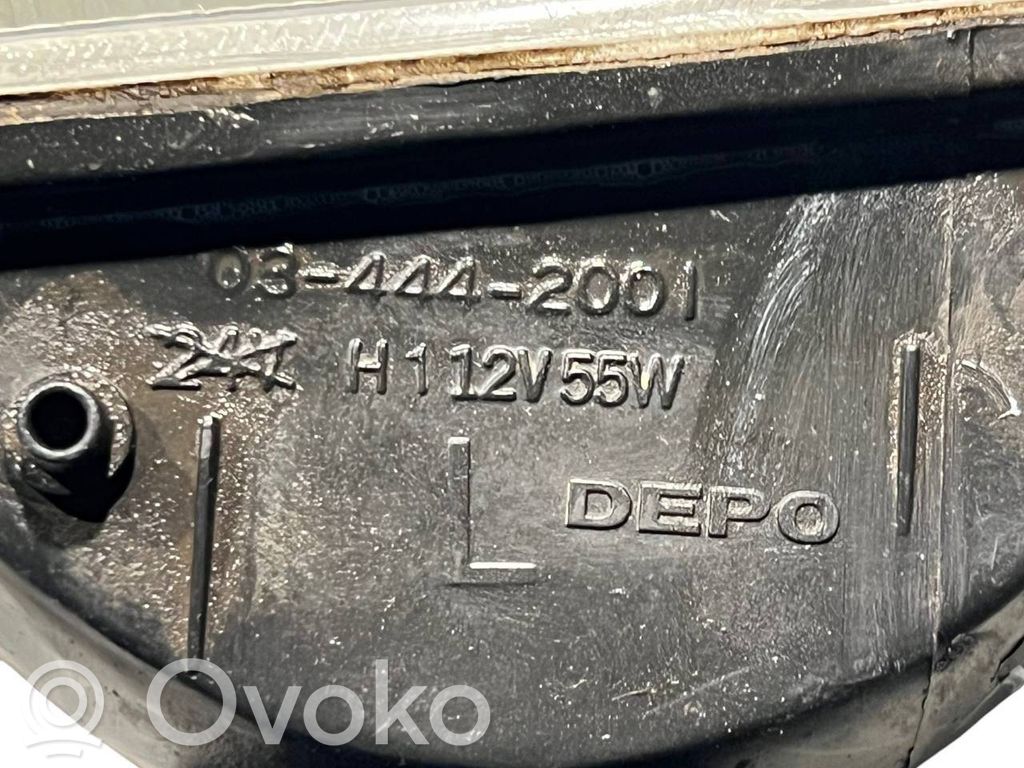 03-444-2001
H1 12V 55W
L
DEPO
Ovoko